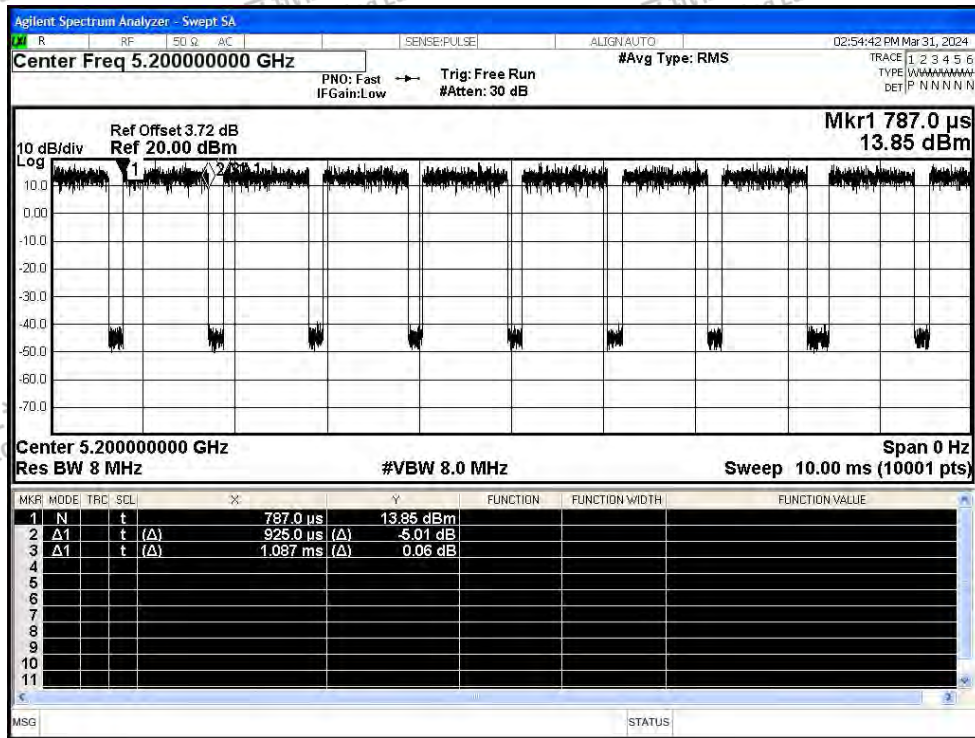 Agilent Spectrum Analyzer - Swept SA
LXI R RF 50 Ω AC SENSE:PULSE ALIGN AUTO 02:54:42 PM Mar 31, 2024
Center Freq 5.200000000 GHz #Avg Type: RMS TRACE 1 2 3 4 5 6
PNO: Fast Trig: Free Run TYPE
IFGain:Low #Atten: 30 dB DET P N N N N N
Mkr1 787.0 µs
Ref Offset 3.72 dB
10 dB/div Ref 20.00 dBm 13.85 dBm
Log
1
10.0
0.00
-10.0
-20.0
-30.0
-40.0
-50.0
-60.0
-70.0
Center 5.200000000 GHz Span 0 Hz
Res BW 8 MHz #VBW 8.0 MHz Sweep 10.00 ms (10001 pts)
MKR MODE TRC SCL X Y FUNCTION FUNCTION WIDTH FUNCTION VALUE
1 N t 787.0 µs 13.85 dBm
2 Δ1 t (Δ) 925.0 µs (Δ) -5.01 dB
3 Δ1 t (Δ) 1.087 ms (Δ) 0.06 dB
4
5
6
7
8
9
10
11
MSG STATUS